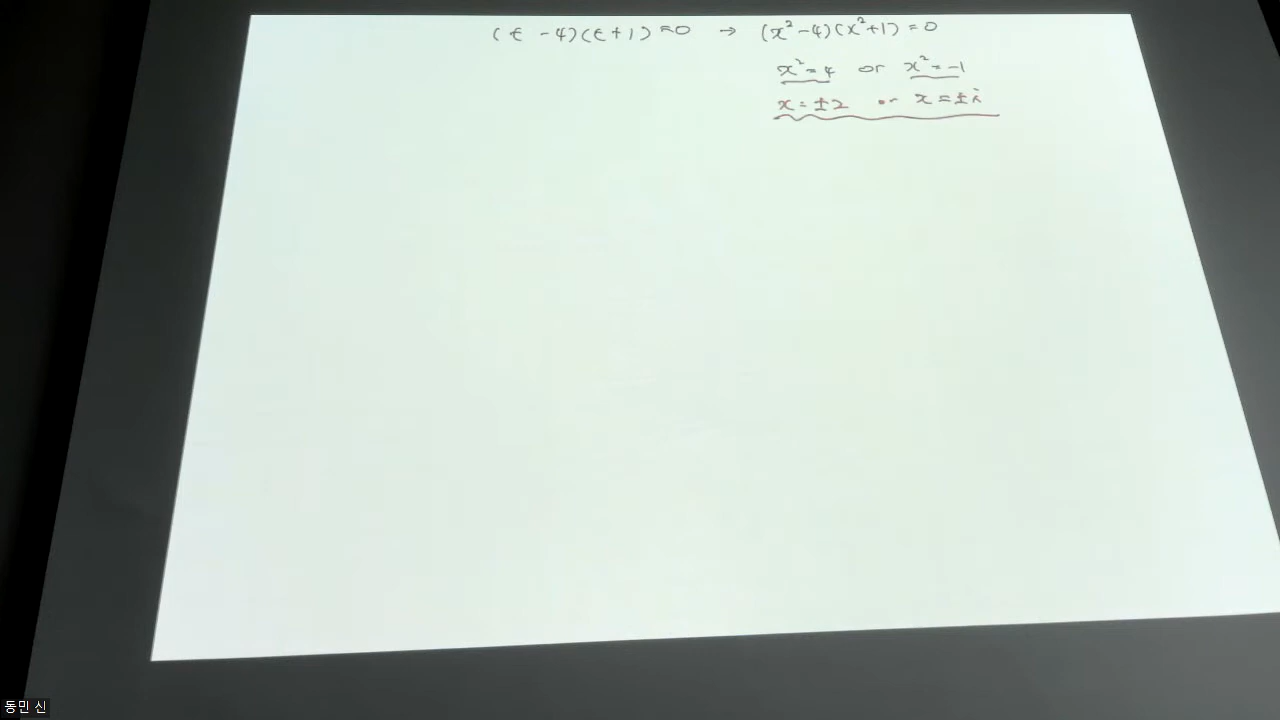 (t - 4)(t + 1) = 0 → (x² - 4)(x² + 1) = 0
x² = 4 or x² = -1
x = ±2 or x = ±i
동민 신